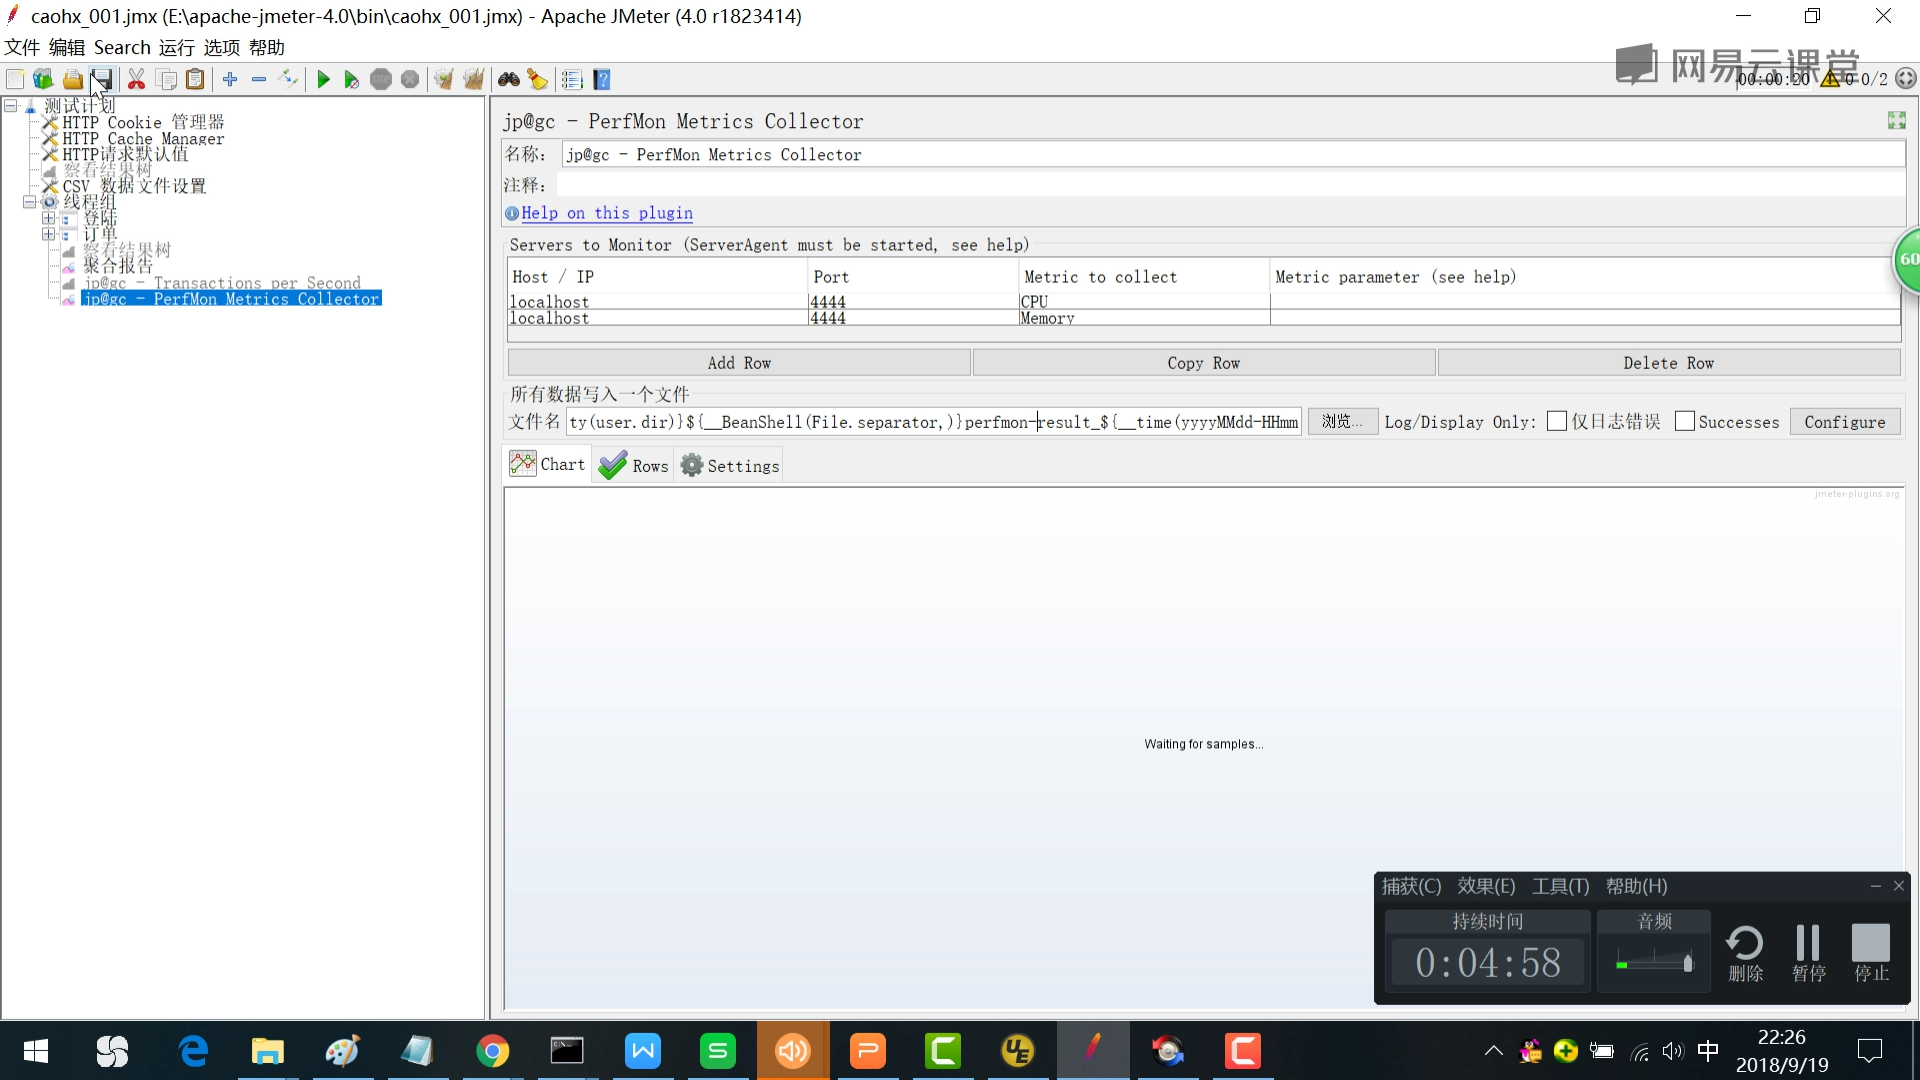 caohx_001.jmx (E:\apache-jmeter-4.0\bin\caohx_001.jmx) - Apache JMeter (4.0 r1823414)
文件 编辑 Search 运行 选项 帮助
网易云课堂
00:00:20 0 0/2
测试计划
HTTP Cookie 管理器
HTTP Cache Manager
HTTP请求默认值
察看结果树
CSV 数据文件设置
线程组
登陆
订单
察看结果树
聚合报告
jp@gc - Transactions per Second
jp@gc - PerfMon Metrics Collector
jp@gc - PerfMon Metrics Collector
名称: jp@gc - PerfMon Metrics Collector
注释:
Help on this plugin
Servers to Monitor (ServerAgent must be started, see help)
Host / IP Port Metric to collect Metric parameter (see help)
localhost 4444 CPU
localhost 4444 Memory
Add Row Copy Row Delete Row
所有数据写入一个文件
文件名 ty(user.dir)}${__BeanShell(File.separator,)}perfmon-result_${__time(yyyyMMdd-HHmm 浏览... Log/Display Only: 仅日志错误 Successes Configure
Chart Rows Settings
jmeter-plugins.org
Waiting for samples...
60
捕获(C) 效果(E) 工具(T) 帮助(H)
持续时间 音频
0:04:58
删除 暂停 停止
中
22:26
2018/9/19